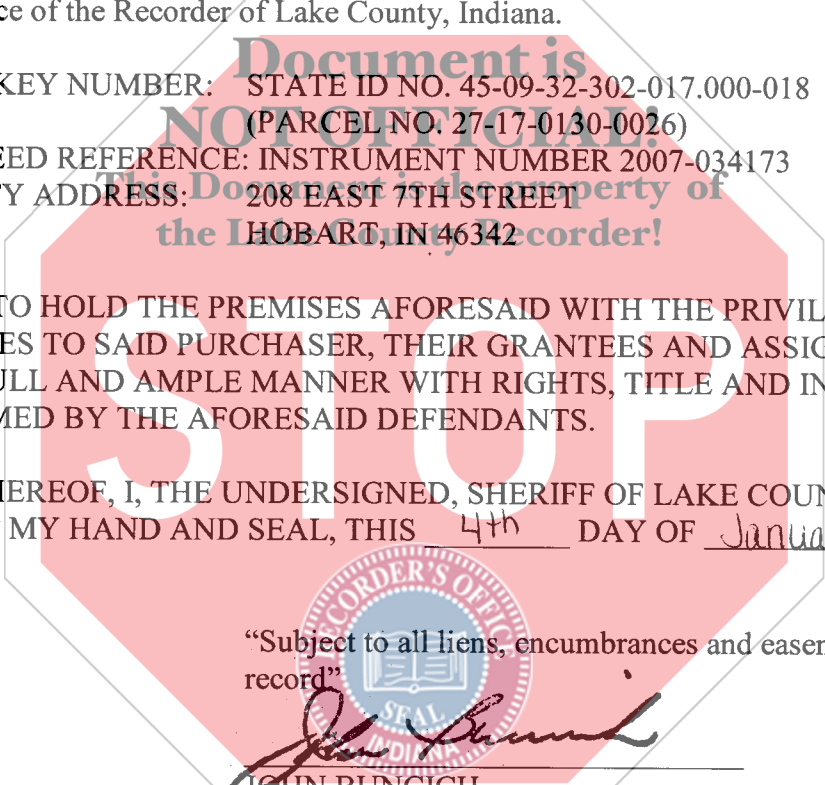 ce of the Recorder of Lake County, Indiana.
Document is
KEY NUMBER: STATE ID NO. 45-09-32-302-017.000-018
NOT OFFICIAL!
(PARCEL NO. 27-17-0130-0026)
EED REFERENCE: INSTRUMENT NUMBER 2007-034173
This Document is the property of
Y ADDRESS: 208 EAST 7TH STREET
the Lake County Recorder!
HOBART, IN 46342
TO HOLD THE PREMISES AFORESAID WITH THE PRIVIL
ES TO SAID PURCHASER, THEIR GRANTEES AND ASSIG
ULL AND AMPLE MANNER WITH RIGHTS, TITLE AND IN
MED BY THE AFORESAID DEFENDANTS.
STOP
HEREOF, I, THE UNDERSIGNED, SHERIFF OF LAKE COUN
MY HAND AND SEAL, THIS 4th DAY OF Janua
RECORDER'S OFFICE
"Subject to all liens, encumbrances and easem
record"
SEAL
INDIANA
John Buncich
JOHN BUNCICH